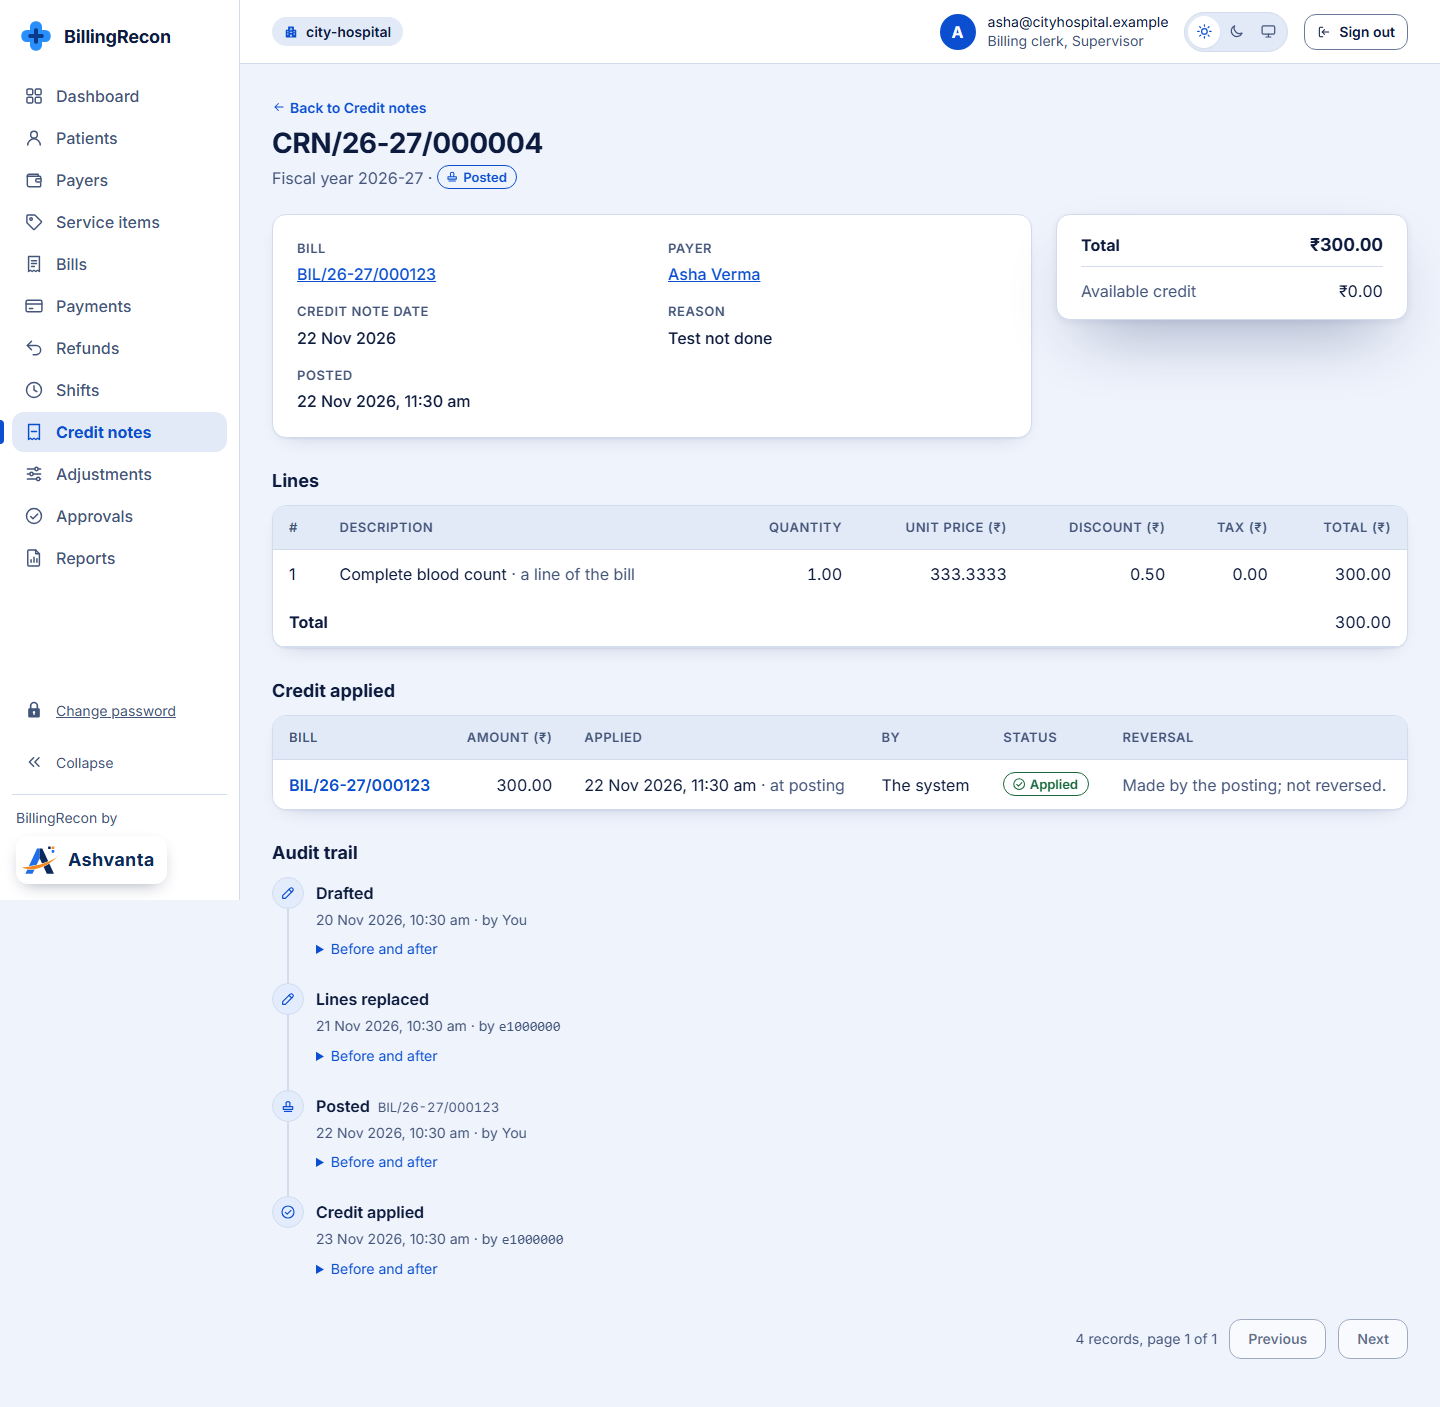 BillingRecon
Dashboard
Patients
Payers
Service items
Bills
Payments
Refunds
Shifts
Credit notes
Adjustments
Approvals
Reports
Change password
Collapse
BillingRecon by
Ashvanta
city-hospital
A
asha@cityhospital.example
Billing clerk, Supervisor
Sign out
← Back to Credit notes
CRN/26-27/000004
Fiscal year 2026-27 · Posted
BILL
BIL/26-27/000123
PAYER
Asha Verma
CREDIT NOTE DATE
22 Nov 2026
REASON
Test not done
POSTED
22 Nov 2026, 11:30 am
Total ₹300.00
Available credit ₹0.00
Lines
# DESCRIPTION QUANTITY UNIT PRICE (₹) DISCOUNT (₹) TAX (₹) TOTAL (₹)
1 Complete blood count · a line of the bill 1.00 333.3333 0.50 0.00 300.00
Total 300.00
Credit applied
BILL AMOUNT (₹) APPLIED BY STATUS REVERSAL
BIL/26-27/000123 300.00 22 Nov 2026, 11:30 am · at posting The system Applied Made by the posting; not reversed.
Audit trail
Drafted
20 Nov 2026, 10:30 am · by You
Before and after
Lines replaced
21 Nov 2026, 10:30 am · by e1000000
Before and after
Posted BIL/26-27/000123
22 Nov 2026, 10:30 am · by You
Before and after
Credit applied
23 Nov 2026, 10:30 am · by e1000000
Before and after
4 records, page 1 of 1 Previous Next